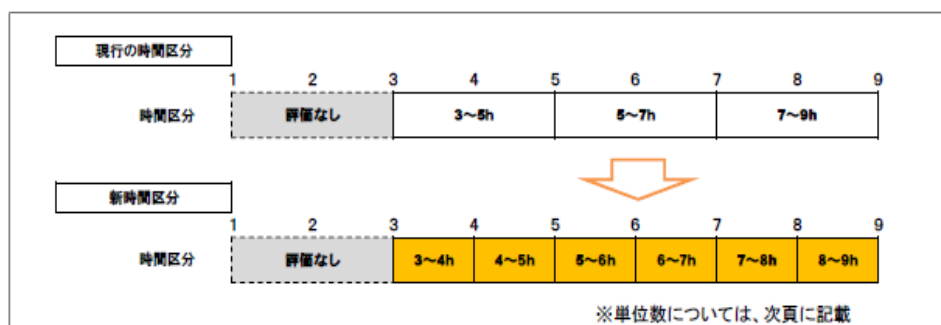 現行の時間区分
1 2 3 4 5 6 7 8 9
時間区分 評価なし 3～5h 5～7h 7～9h
新時間区分
1 2 3 4 5 6 7 8 9
時間区分 評価なし 3～4h 4～5h 5～6h 6～7h 7～8h 8～9h
※単位数については、次頁に記載